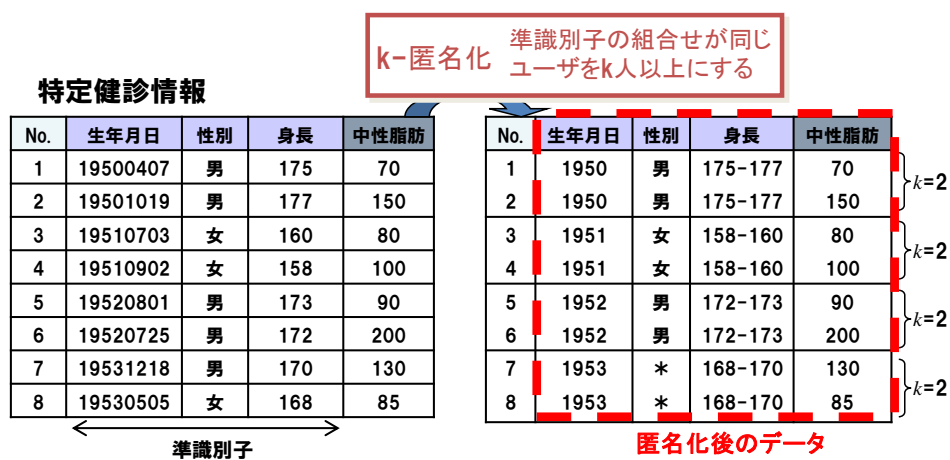 k-匿名化 準識別子の組合せが同じ
ユーザをk人以上にする
特定健診情報
No. 生年月日 性別 身長 中性脂肪
1 19500407 男 175 70
2 19501019 男 177 150
3 19510703 女 160 80
4 19510902 女 158 100
5 19520801 男 173 90
6 19520725 男 172 200
7 19531218 男 170 130
8 19530505 女 168 85
準識別子
No. 生年月日 性別 身長 中性脂肪
1 1950 男 175-177 70
2 1950 男 175-177 150
k=2
3 1951 女 158-160 80
4 1951 女 158-160 100
k=2
5 1952 男 172-173 90
6 1952 男 172-173 200
k=2
7 1953 * 168-170 130
8 1953 * 168-170 85
k=2
匿名化後のデータ